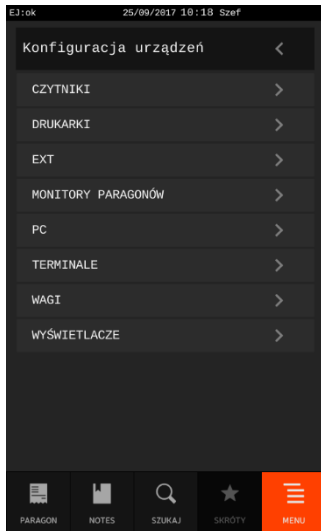 EJ:ok 25/09/2017 10:18 Szef
Konfiguracja urządzeń
CZYTNIKI
DRUKARKI
EXT
MONITORY PARAGONÓW
PC
TERMINALE
WAGI
WYŚWIETLACZE
PARAGON NOTES SZUKAJ SKRÓTY MENU